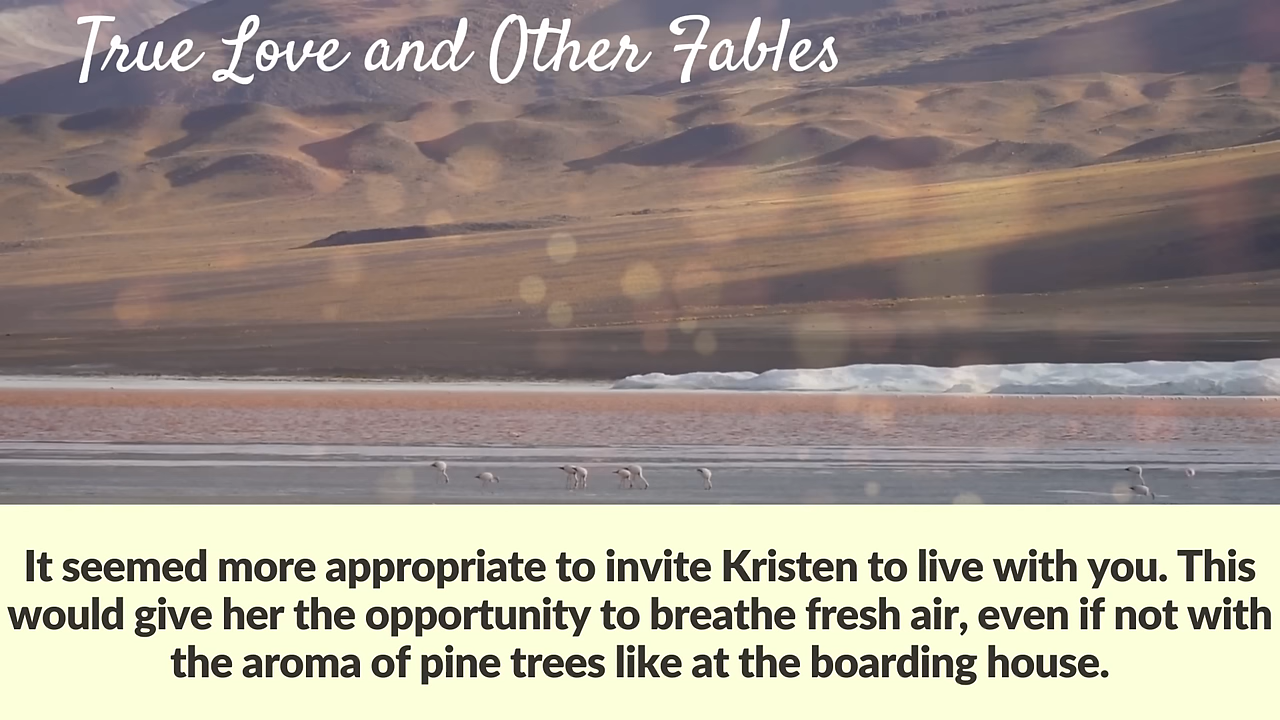 True Love and Other Fables
It seemed more appropriate to invite Kristen to live with you. This
would give her the opportunity to breathe fresh air, even if not with
the aroma of pine trees like at the boarding house.